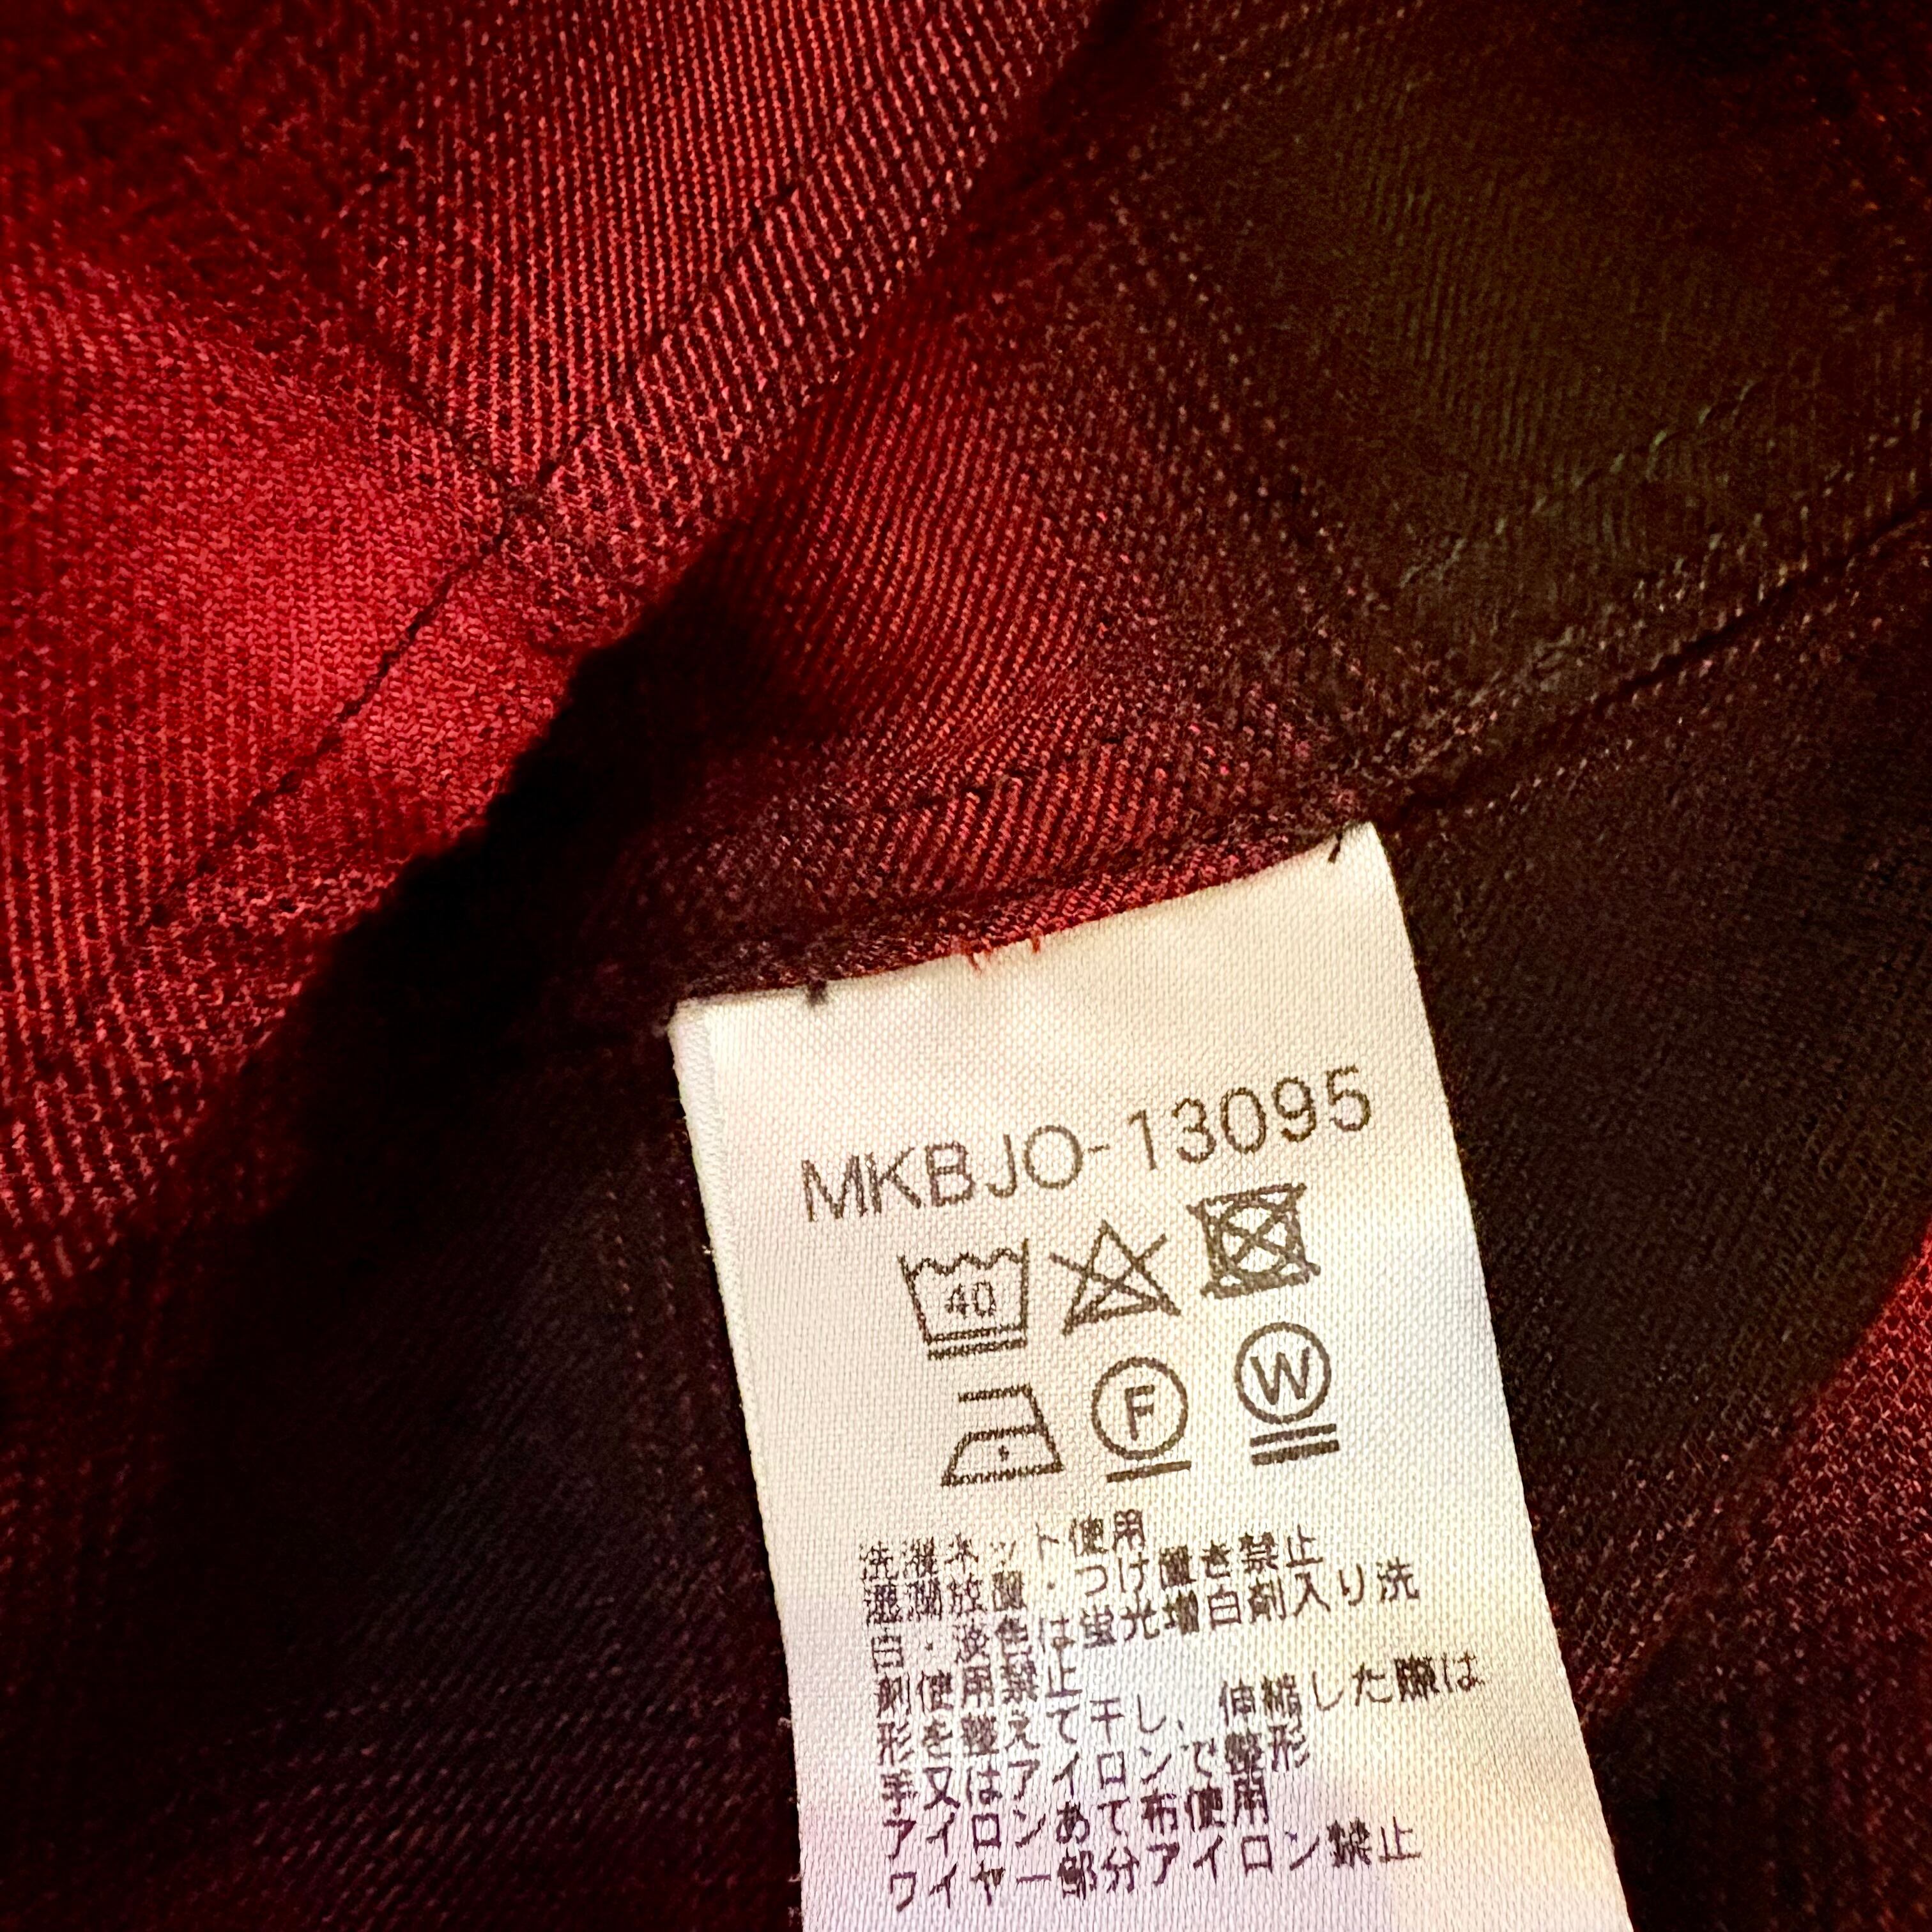 MKBJO-13095
40
F W
洗濯ネット使用
濡濶放置・つけ置き禁止
白・淡色は蛍光増白剤入り洗
剤使用禁止
形を整えて干し、伸縮した際は
手又はアイロンで整形
アイロンあて布使用
ワイヤー部分アイロン禁止